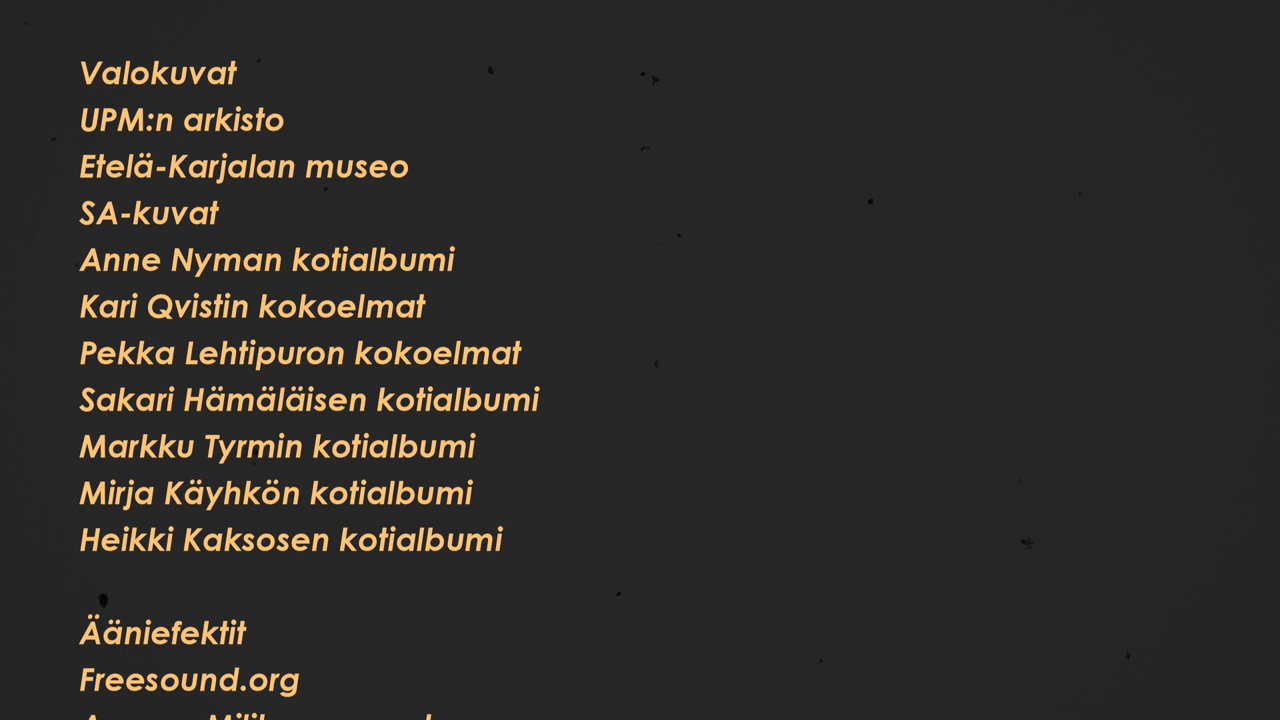 Valokuvat
UPM:n arkisto
Etelä-Karjalan museo
SA-kuvat
Anne Nyman kotialbumi
Kari Qvistin kokoelmat
Pekka Lehtipuron kokoelmat
Sakari Hämäläisen kotialbumi
Markku Tyrmin kotialbumi
Mirja Käyhkön kotialbumi
Heikki Kaksosen kotialbumi
Ääniefektit
Freesound.org